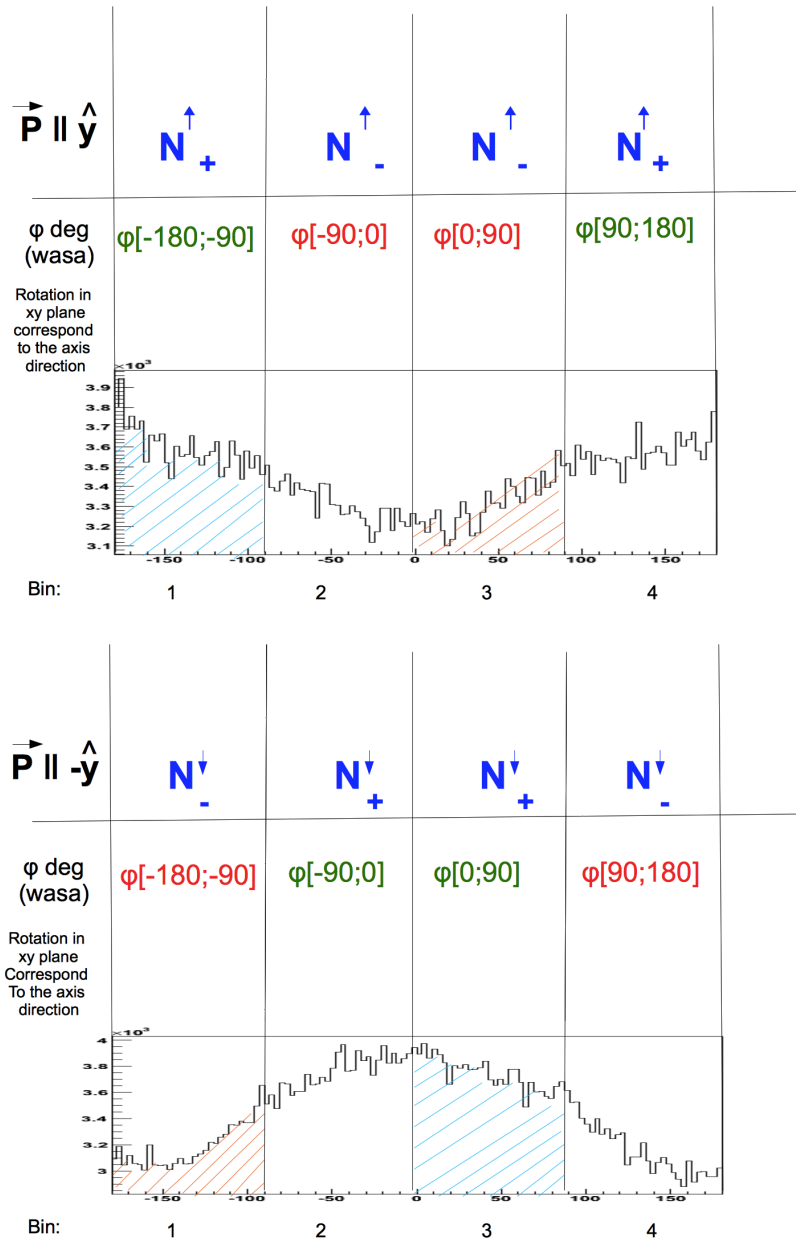 P || ŷ
N↑+ N↑- N↑- N↑+
φ deg
(wasa)
φ[-180;-90] φ[-90;0] φ[0;90] φ[90;180]
Rotation in
xy plane
correspond
to the axis
direction
×10³
3.9
3.8
3.7
3.6
3.5
3.4
3.3
3.2
3.1
-150 -100 -50 0 50 100 150
Bin: 1 2 3 4
P || -ŷ
N↓- N↓+ N↓+ N↓-
φ deg
(wasa)
φ[-180;-90] φ[-90;0] φ[0;90] φ[90;180]
Rotation in
xy plane
Correspond
To the axis
direction
×10³
4
3.8
3.6
3.4
3.2
3
-150 -100 -50 0 50 100 150
Bin: 1 2 3 4